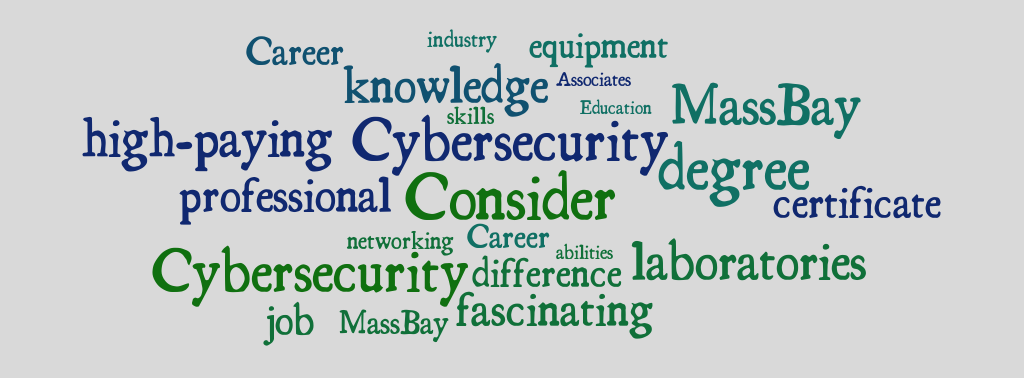 industry
Career equipment
knowledge Associates
skills Education MassBay
high-paying Cybersecurity
degree
professional Consider certificate
networking Career abilities
Cybersecurity difference laboratories
job MassBay fascinating